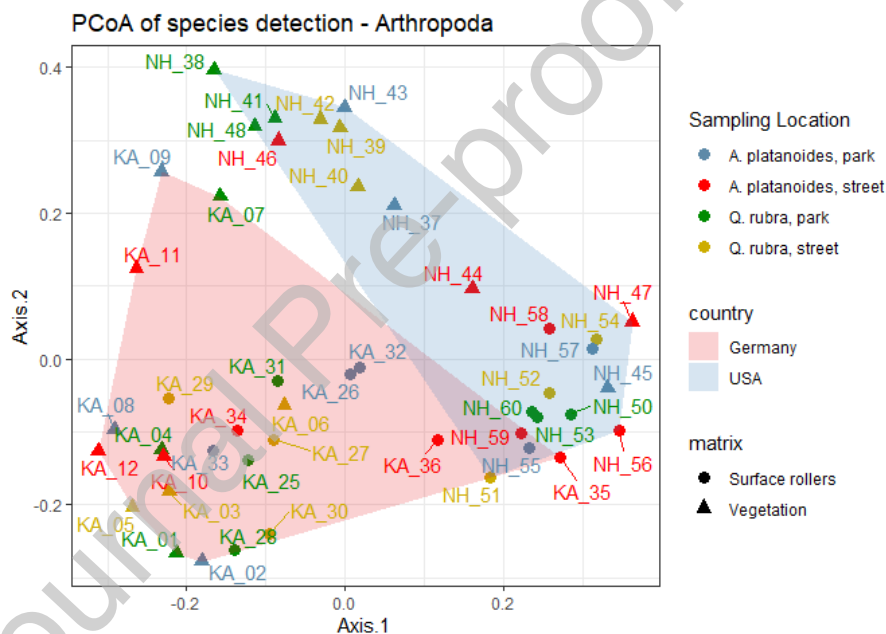 PCoA of species detection - Arthropoda
NH_38
0.4
NH_41
NH_42
NH_43
NH_48
NH_39
NH_46
KA_09
NH_40
0.2
KA_07
NH_37
KA_11
NH_44
NH_47
NH_58
NH_54
Axis.2
0.0
KA_31
KA_32
NH_57
KA_29
KA_26
NH_52
NH_45
KA_08
KA_34
KA_06
NH_60
NH_50
KA_04
NH_59
NH_53
KA_12
KA_33
KA_27
KA_36
NH_55
NH_56
KA_10
KA_25
KA_35
-0.2
KA_05
KA_03
KA_30
NH_51
KA_01
KA_28
KA_02
-0.2
0.0
0.2
Axis.1
Sampling Location
A. platanoides, park
A. platanoides, street
Q. rubra, park
Q. rubra, street
country
Germany
USA
matrix
Surface rollers
Vegetation
Journal Pre-proof